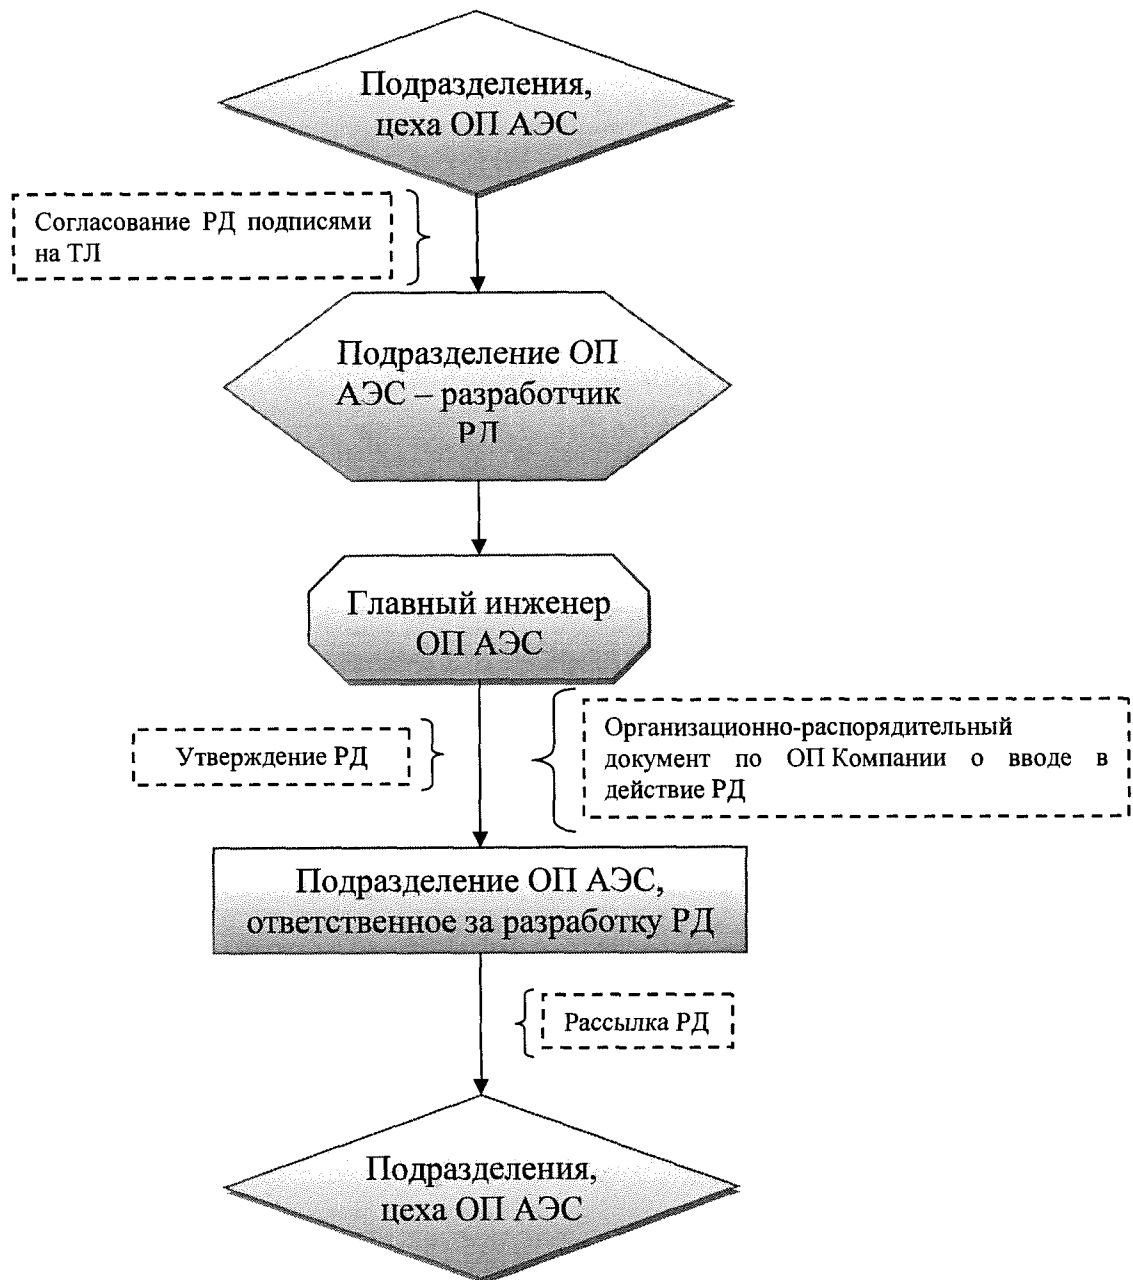 Подразделения,
цеха ОП АЭС
Согласование РД подписями
на ТЛ
Подразделение ОП
АЭС – разработчик
РД
Главный инженер
ОП АЭС
Утверждение РД
Организационно-распорядительный
документ по ОП Компании о вводе в
действие РД
Подразделение ОП АЭС,
ответственное за разработку РД
Рассылка РД
Подразделения,
цеха ОП АЭС